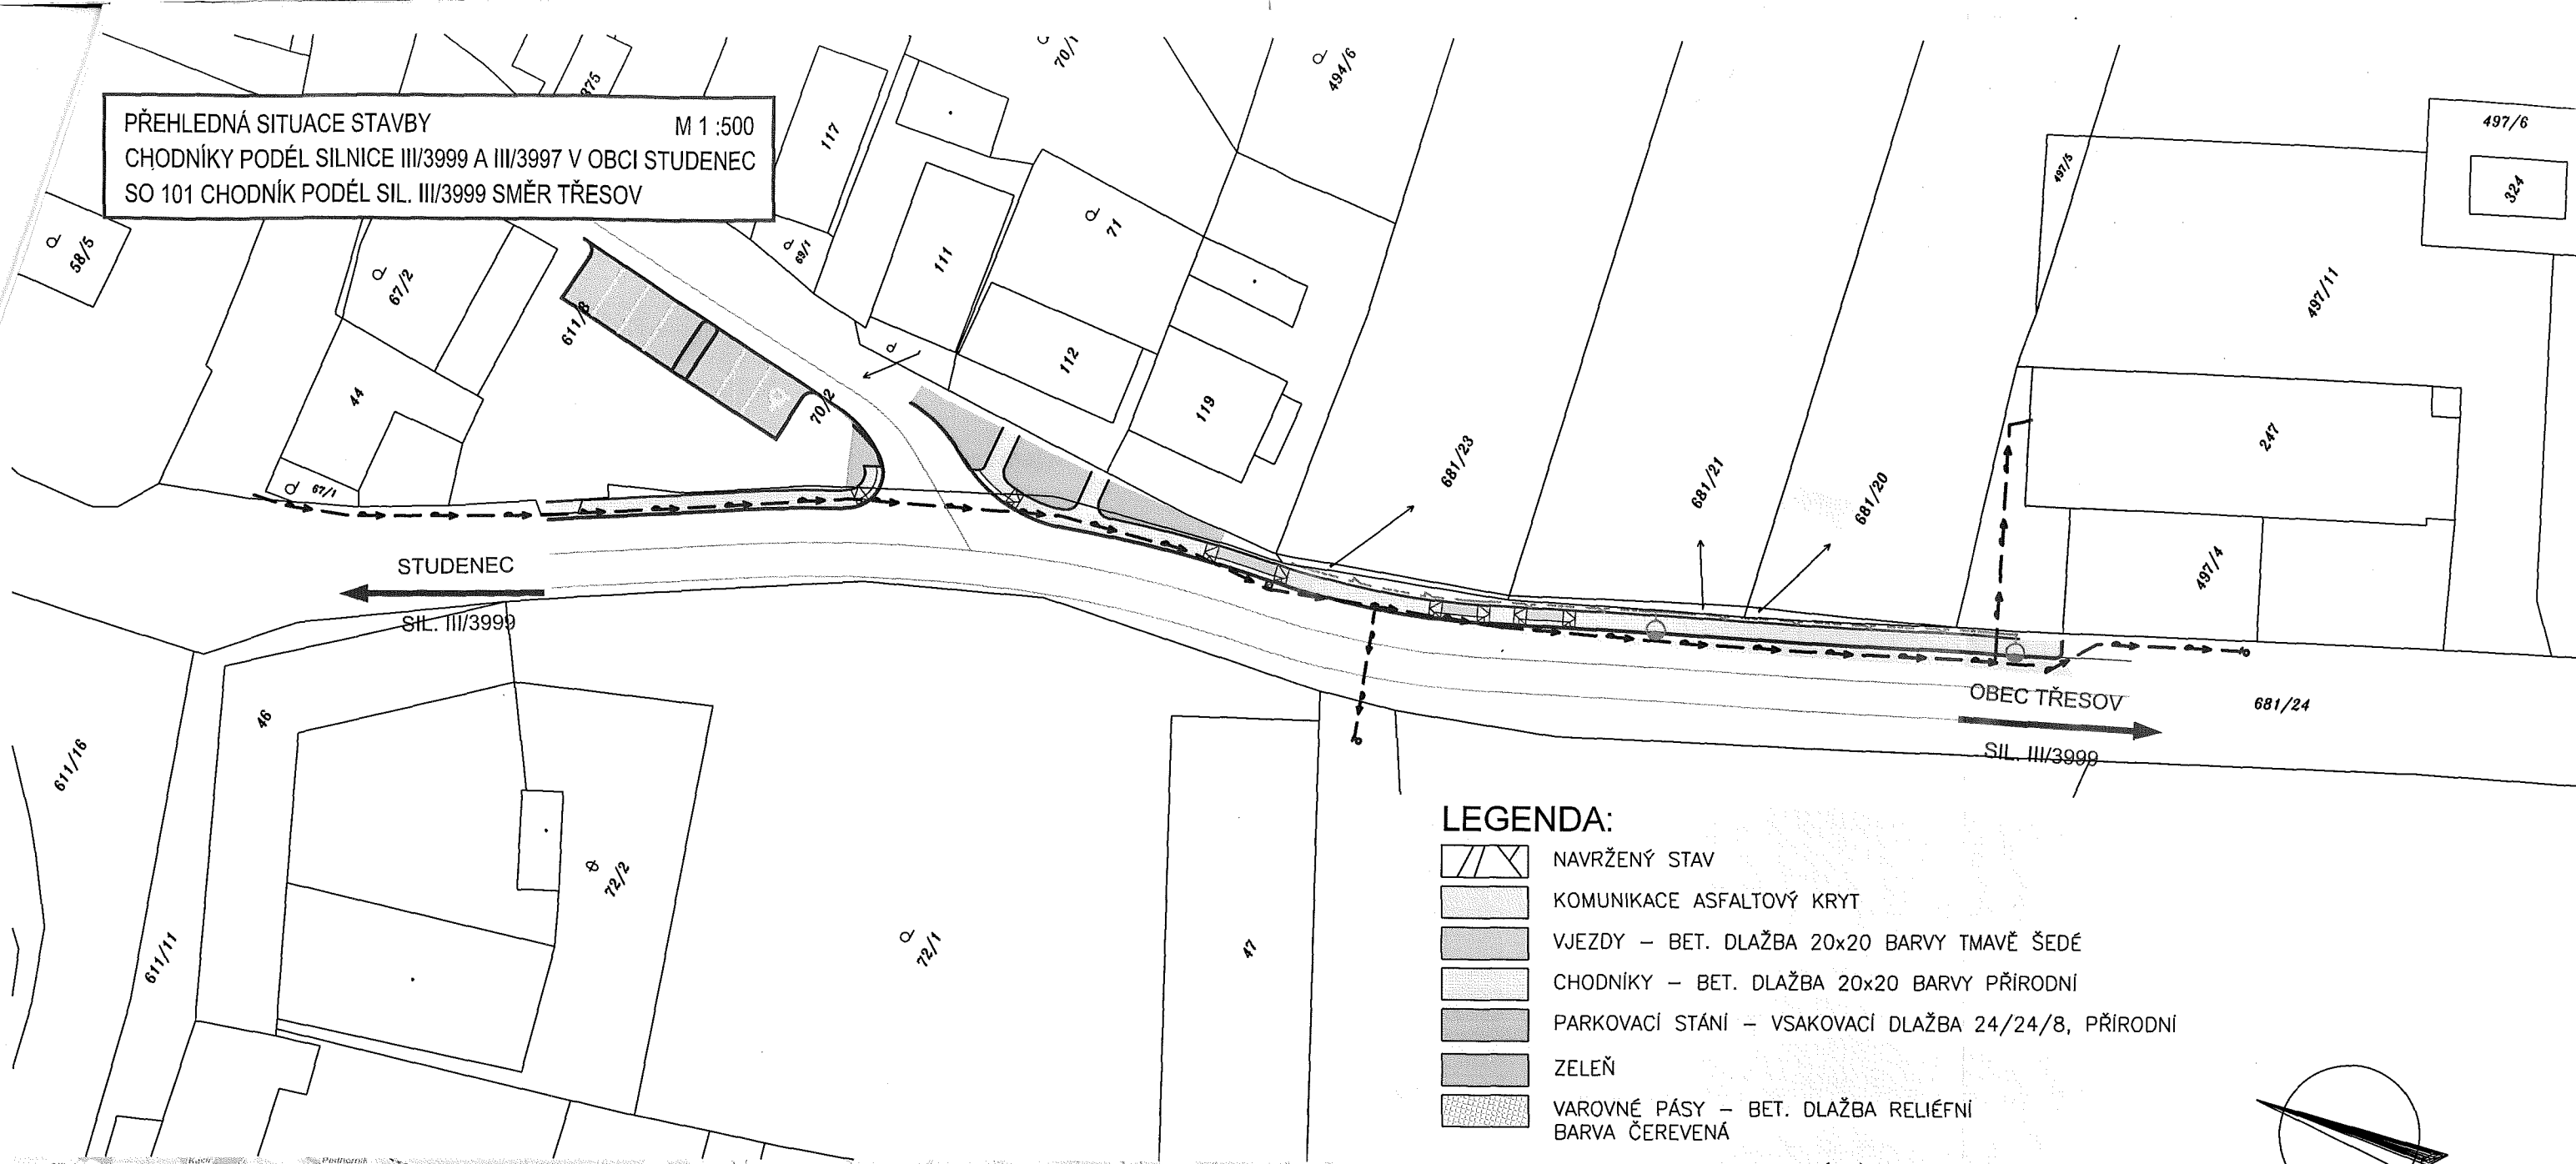 PŘEHLEDNÁ SITUACE STAVBY M 1 :500
CHODNÍKY PODÉL SILNICE III/3999 A III/3997 V OBCI STUDENEC
SO 101 CHODNÍK PODÉL SIL. III/3999 SMĚR TŘESOV
70/1
494/6
117
497/6
497/5
324
58/5
67/2
69/1
111
71
497/11
611/8
112
44
70/2
119
247
681/23
681/21
681/20
67/1
497/4
STUDENEC
SIL. III/3999
OBEC TŘESOV
SIL. III/3999
681/24
46
611/16
72/2
72/1
47
611/11
LEGENDA:
NAVRŽENÝ STAV
KOMUNIKACE ASFALTOVÝ KRYT
VJEZDY – BET. DLAŽBA 20x20 BARVY TMAVĚ ŠEDÉ
CHODNÍKY – BET. DLAŽBA 20x20 BARVY PŘÍRODNÍ
PARKOVACÍ STÁNÍ – VSAKOVACÍ DLAŽBA 24/24/8, PŘÍRODNÍ
ZELEŇ
VAROVNÉ PÁSY – BET. DLAŽBA RELIÉFNÍ
BARVA ČEREVENÁ